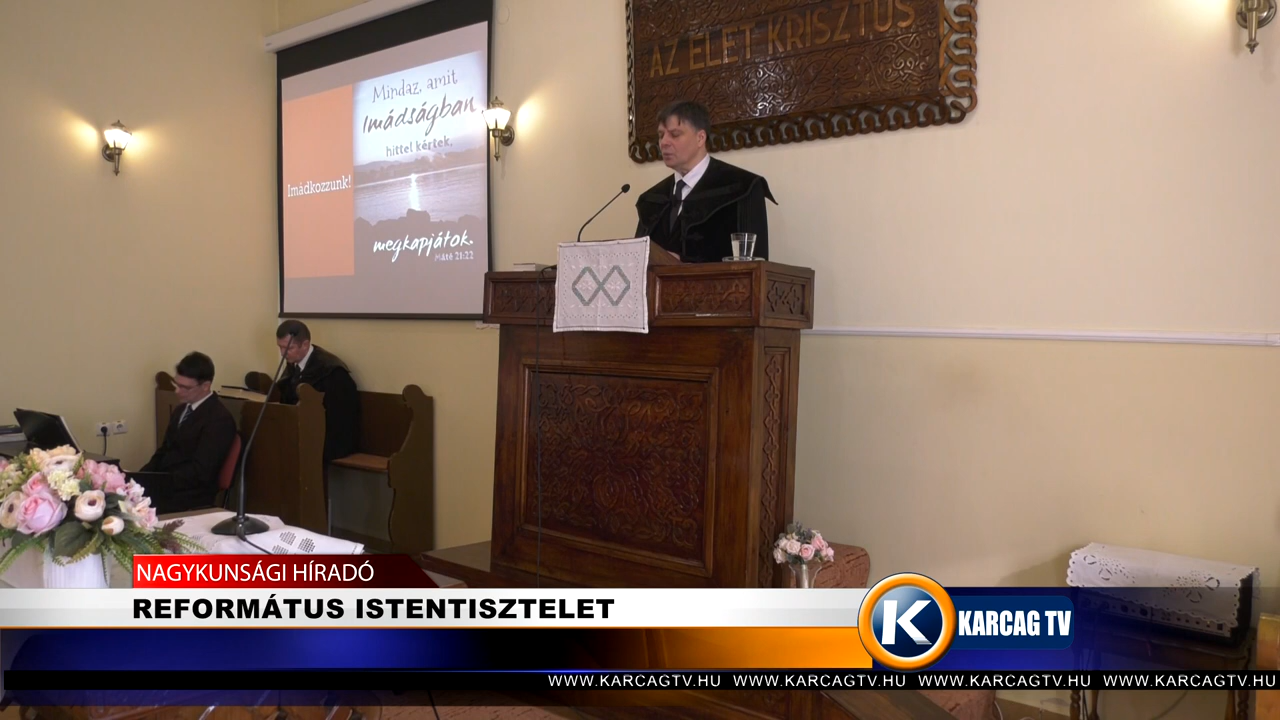 AZ ÉLET KRISZTUS
Mindaz, amit
Imádságban
hittel kértek,
Imádkozzunk!
megkapjátok.
Máté 21:22
NAGYKUNSÁGI HÍRADÓ
REFORMÁTUS ISTENTISZTELET
K KARCAG TV
WWW.KARCAGTV.HU WWW.KARCAGTV.HU WWW.KARCAGTV.HU WWW.KARCAGTV.HU